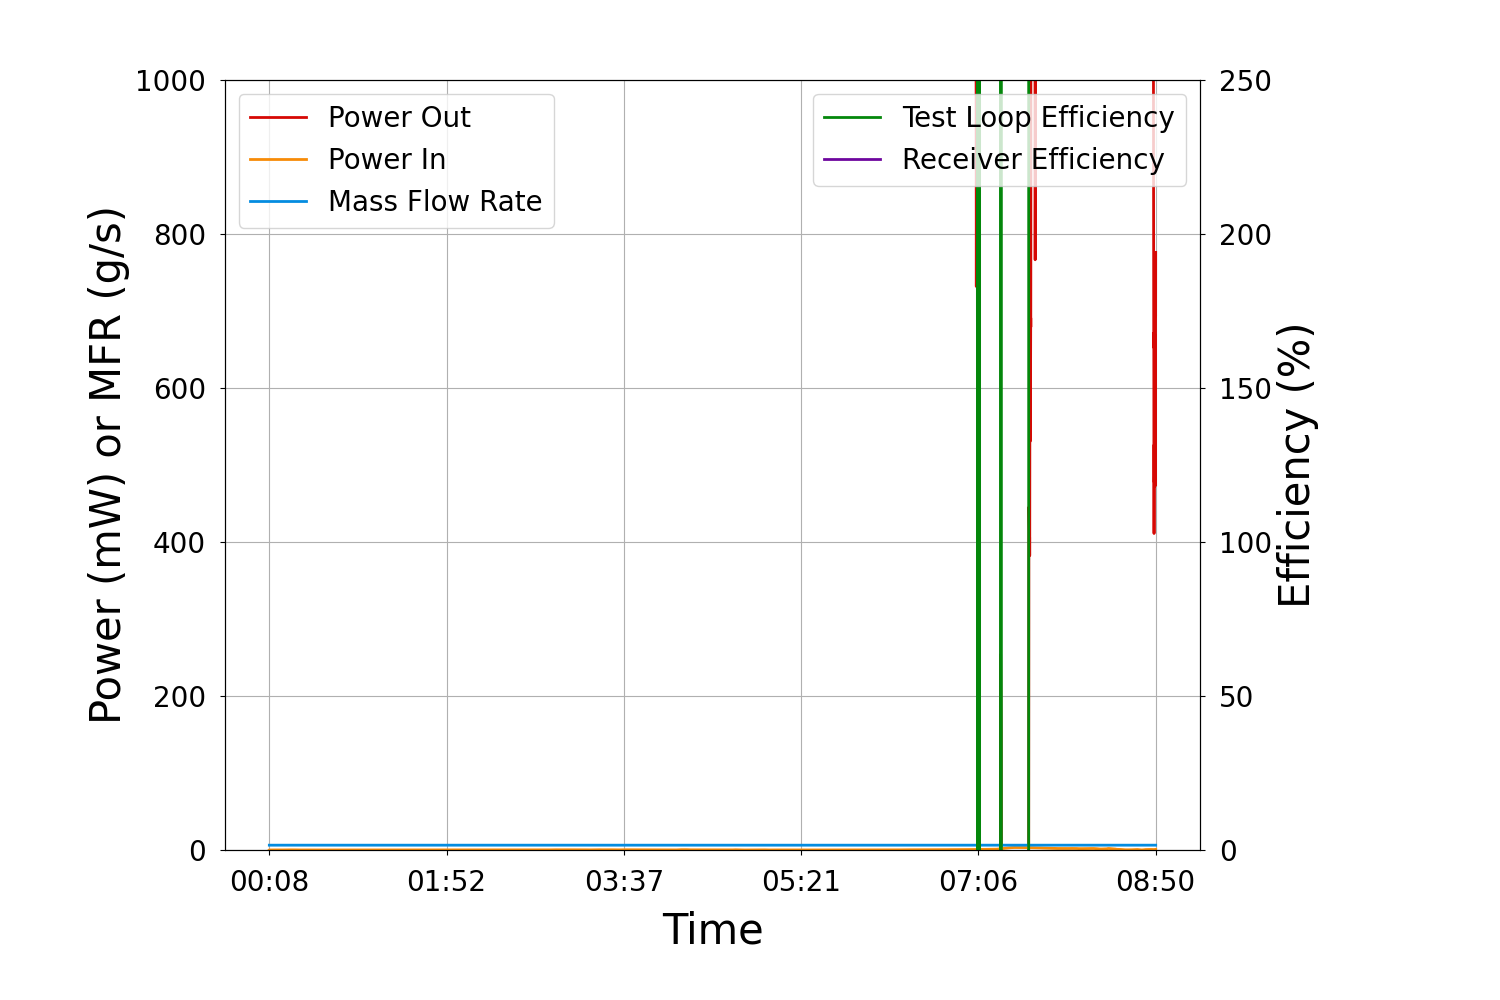 1000
800
600
400
200
0
Power (mW) or MFR (g/s)
Power Out
Power In
Mass Flow Rate
Test Loop Efficiency
Receiver Efficiency
250
200
150
100
50
0
Efficiency (%)
00:08 01:52 03:37 05:21 07:06 08:50
Time